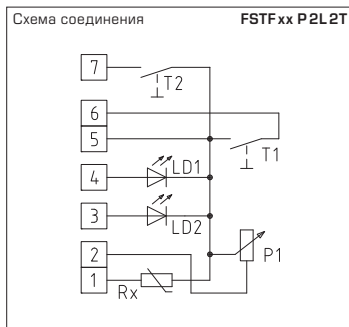 Схема соединения FSTFxx P2L2T
7
T2
6
5
T1
4
LD1
3
LD2
2
P1
1
Rx